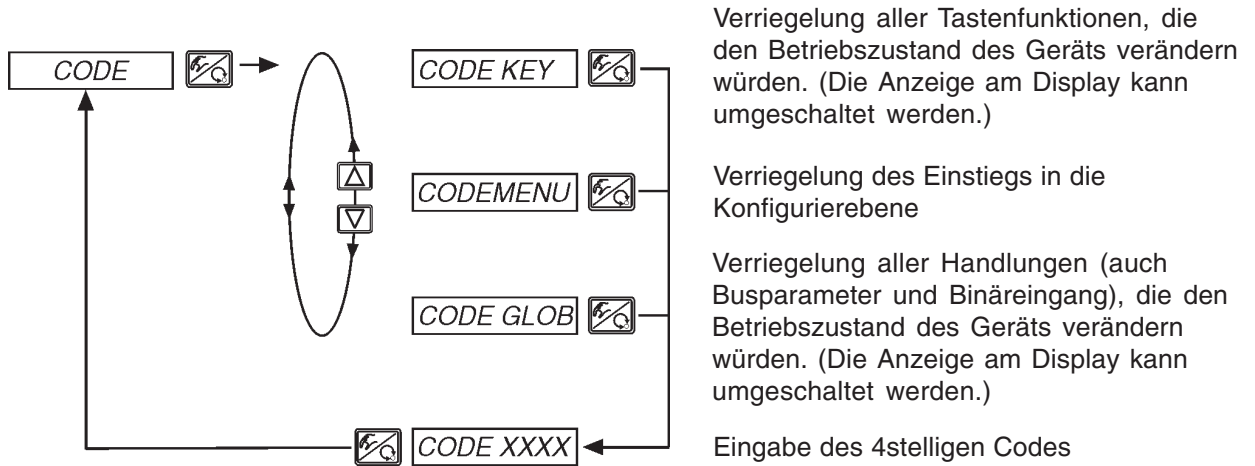 CODE
CODE KEY
Verriegelung aller Tastenfunktionen, die
den Betriebszustand des Geräts verändern
würden. (Die Anzeige am Display kann
umgeschaltet werden.)
CODEMENU
Verriegelung des Einstiegs in die
Konfigurierebene
CODE GLOB
Verriegelung aller Handlungen (auch
Busparameter und Binäreingang), die den
Betriebszustand des Geräts verändern
würden. (Die Anzeige am Display kann
umgeschaltet werden.)
CODE XXXX
Eingabe des 4stelligen Codes